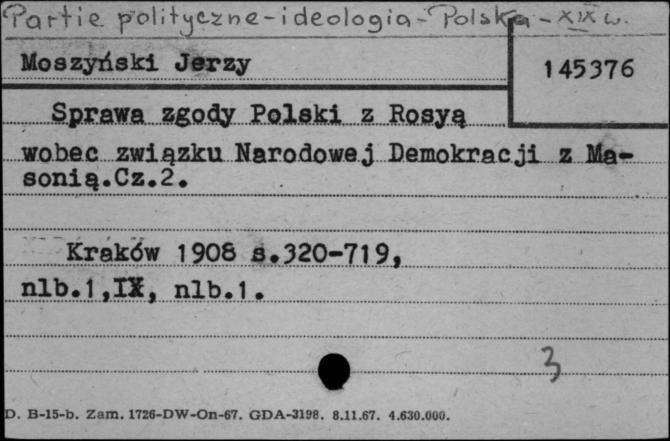 Partie polityczne-ideologia-Polska-XIX w.
Moszyński Jerzy
145376
Sprawa zgody Polski z Rosyą
wobec związku Narodowej Demokracji z Ma-
sonią.Cz.2.
Kraków 1908 s.320-719,
nlb.1,IX, nlb.1.
3
D. B-15-b. Zam. 1726-DW-On-67. GDA-3198. 8.11.67. 4.630.000.